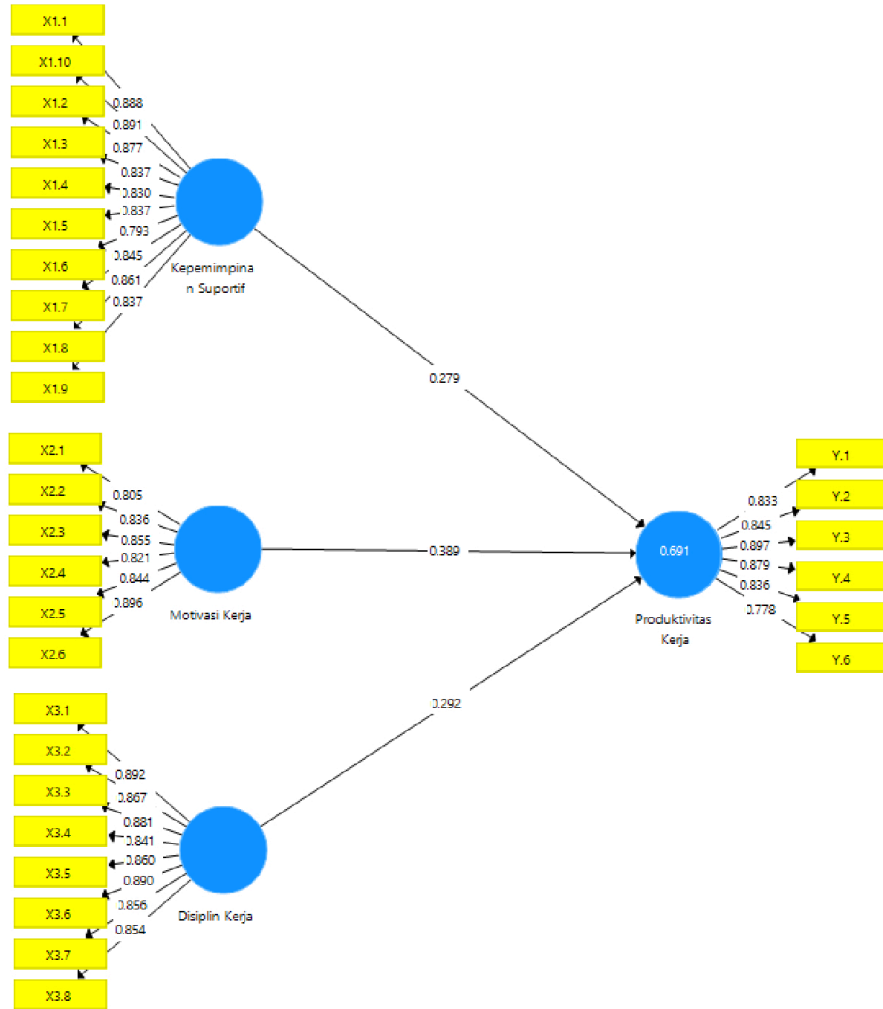 X1.1
X1.10
X1.2
X1.3
X1.4
X1.5
X1.6
X1.7
X1.8
X1.9
0.888
0.891
0.877
0.837
0.830
0.837
0.793
0.845
0.861
0.837
Kepemimpina
n Suportif
0.279
X2.1
X2.2
X2.3
X2.4
X2.5
X2.6
0.805
0.836
0.855
0.821
0.844
0.896
Motivasi Kerja
0.389
X3.1
X3.2
X3.3
X3.4
X3.5
X3.6
X3.7
X3.8
0.892
0.867
0.881
0.841
0.860
0.890
0.856
0.854
Disiplin Kerja
0.292
0.691
Produktivitas
Kerja
0.833
0.845
0.897
0.879
0.836
0.778
Y.1
Y.2
Y.3
Y.4
Y.5
Y.6